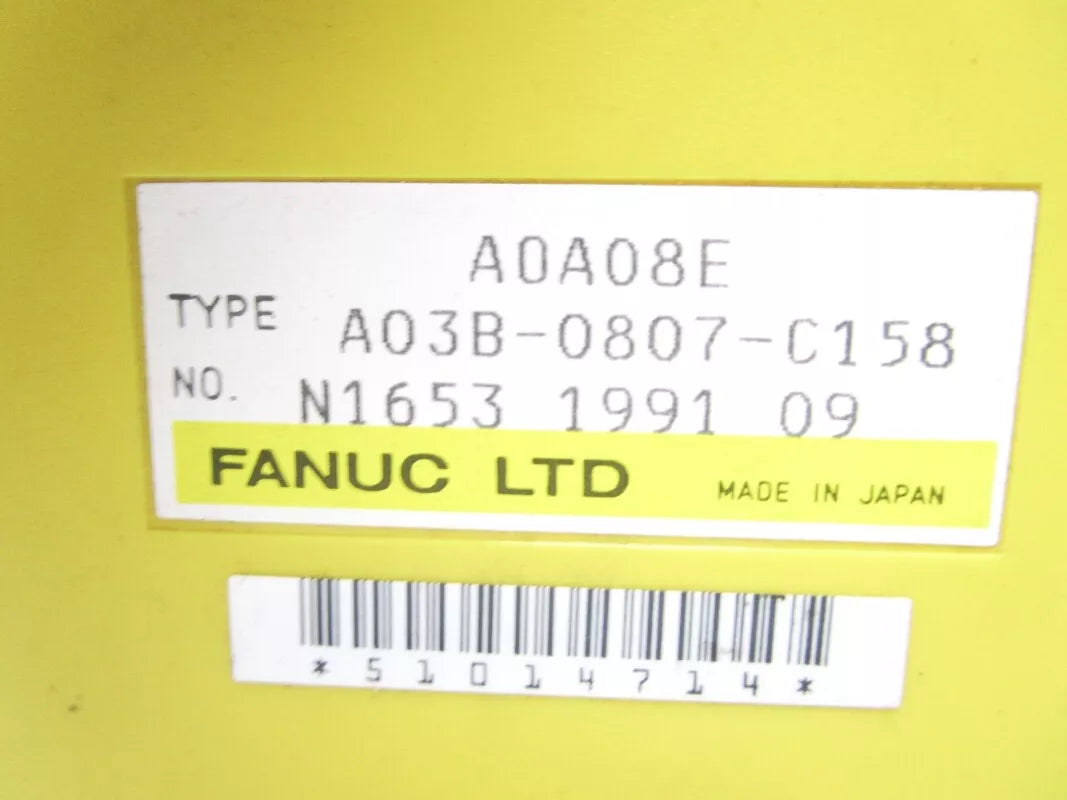 A0A08E
TYPE A03B-0807-C158
NO. N1653 1991 09
FANUC LTD MADE IN JAPAN
*51014714*